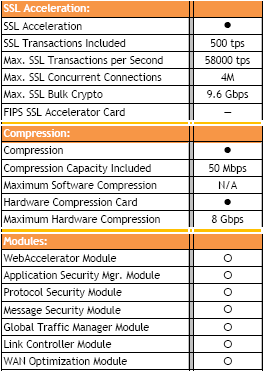 SSL Acceleration:
SSL Acceleration ●
SSL Transactions Included 500 tps
Max. SSL Transactions per Second 58000 tps
Max. SSL Concurrent Connections 4M
Max. SSL Bulk Crypto 9.6 Gbps
FIPS SSL Accelerator Card —
Compression:
Compression ●
Compression Capacity Included 50 Mbps
Maximum Software Compression N/A
Hardware Compression Card ●
Maximum Hardware Compression 8 Gbps
Modules:
WebAccelerator Module ○
Application Security Mgr. Module ○
Protocol Security Module ○
Message Security Module ○
Global Traffic Manager Module ○
Link Controller Module ○
WAN Optimization Module ○